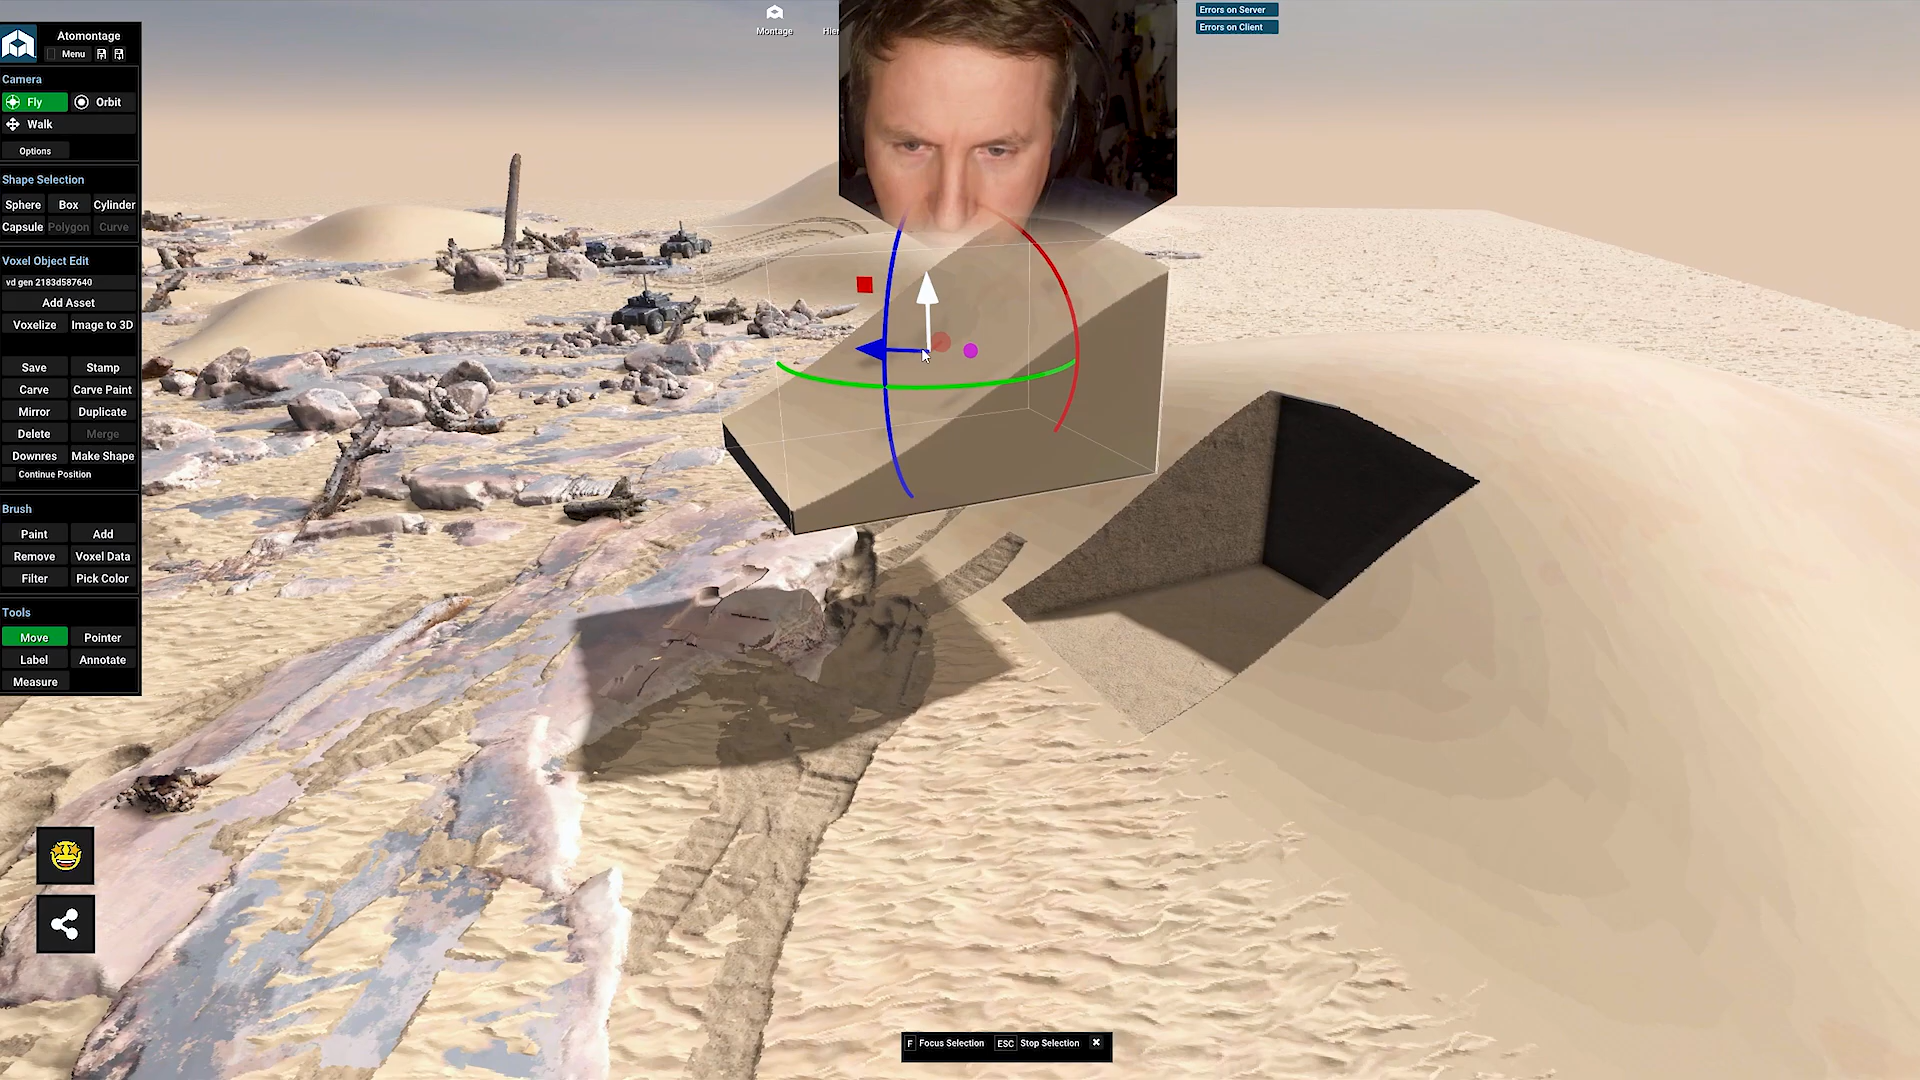 Atomontage
Menu
Camera
Fly
Orbit
Walk
Options
Shape Selection
Sphere
Box
Cylinder
Capsule
Polygon
Curve
Voxel Object Edit
vd gen 2183d587640
Add Asset
Voxelize
Image to 3D
Save
Stamp
Carve
Carve Paint
Mirror
Duplicate
Delete
Merge
Downres
Make Shape
Continue Position
Brush
Paint
Add
Remove
Voxel Data
Filter
Pick Color
Tools
Move
Pointer
Label
Annotate
Measure
Montage
Hier
Errors on Server
Errors on Client
F Focus Selection ESC Stop Selection